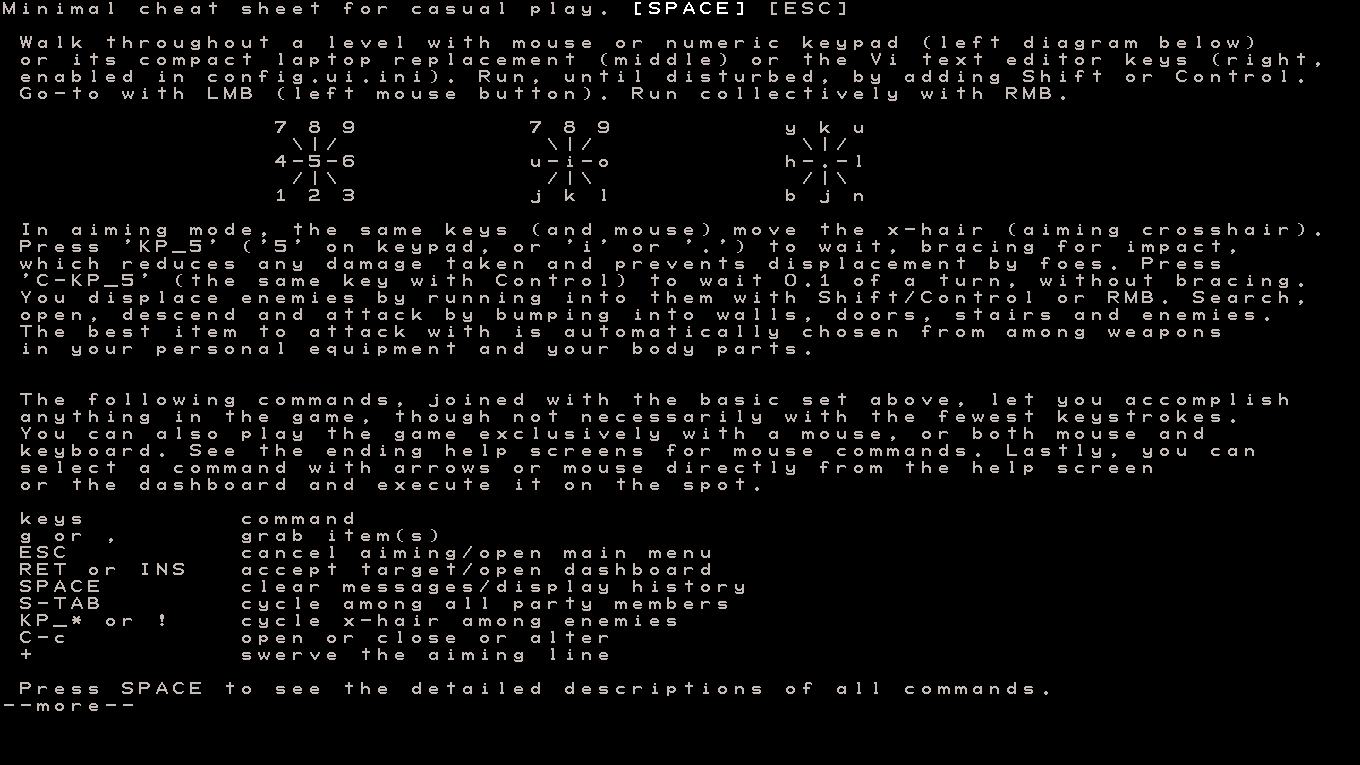 Minimal cheat sheet for casual play. [SPACE] [ESC]
Walk throughout a level with mouse or numeric keypad (left diagram below)
or its compact laptop replacement (middle) or the Vi text editor keys (right,
enabled in config.ui.ini). Run, until disturbed, by adding Shift or Control.
Go-to with LMB (left mouse button). Run collectively with RMB.
7 8 9 7 8 9 y k u
\|/ \|/ \|/
4-5-6 u-i-o h-.-l
/|\ /|\ /|\
1 2 3 j k l b j n
In aiming mode, the same keys (and mouse) move the x-hair (aiming crosshair).
Press 'KP_5' ('5' on keypad, or 'i' or '.') to wait, bracing for impact,
which reduces any damage taken and prevents displacement by foes. Press
'C-KP_5' (the same key with Control) to wait 0.1 of a turn, without bracing.
You displace enemies by running into them with Shift/Control or RMB. Search,
open, descend and attack by bumping into walls, doors, stairs and enemies.
The best item to attack with is automatically chosen from among weapons
in your personal equipment and your body parts.
The following commands, joined with the basic set above, let you accomplish
anything in the game, though not necessarily with the fewest keystrokes.
You can also play the game exclusively with a mouse, or both mouse and
keyboard. See the ending help screens for mouse commands. Lastly, you can
select a command with arrows or mouse directly from the help screen
or the dashboard and execute it on the spot.
keys command
g or , grab item(s)
ESC cancel aiming/open main menu
RET or INS accept target/open dashboard
SPACE clear messages/display history
S-TAB cycle among all party members
KP_* or ! cycle x-hair among enemies
C-c open or close or alter
+ swerve the aiming line
Press SPACE to see the detailed descriptions of all commands.
--more--